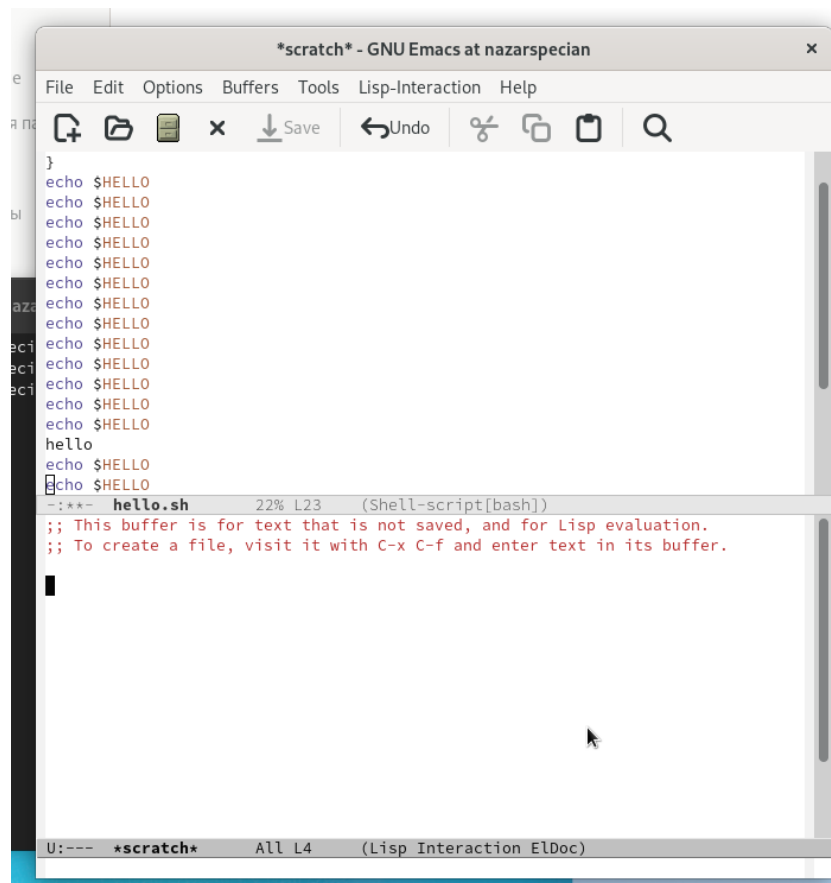 *scratch* - GNU Emacs at nazarspecian
File Edit Options Buffers Tools Lisp-Interaction Help
Save Undo
}
echo $HELLO
echo $HELLO
echo $HELLO
echo $HELLO
echo $HELLO
echo $HELLO
echo $HELLO
echo $HELLO
echo $HELLO
echo $HELLO
echo $HELLO
echo $HELLO
echo $HELLO
hello
echo $HELLO
echo $HELLO
-:**- hello.sh 22% L23 (Shell-script[bash])
;; This buffer is for text that is not saved, and for Lisp evaluation.
;; To create a file, visit it with C-x C-f and enter text in its buffer.
U:--- *scratch* All L4 (Lisp Interaction ElDoc)